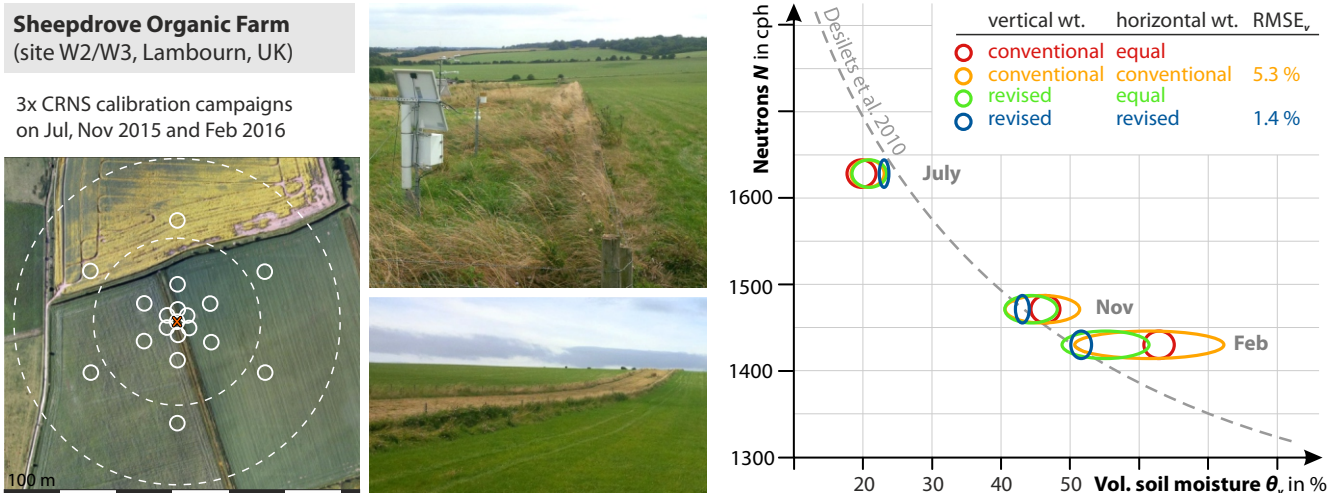 Sheepdrove Organic Farm
(site W2/W3, Lambourn, UK)
3x CRNS calibration campaigns
on Jul, Nov 2015 and Feb 2016
100 m
Neutrons N in cph
1600
1500
1400
1300
Desilets et al. 2010
vertical wt. horizontal wt. RMSEᵥ
conventional equal
conventional conventional 5.3 %
revised equal
revised revised 1.4 %
July
Nov
Feb
20 30 40 50 Vol. soil moisture θᵥ in %